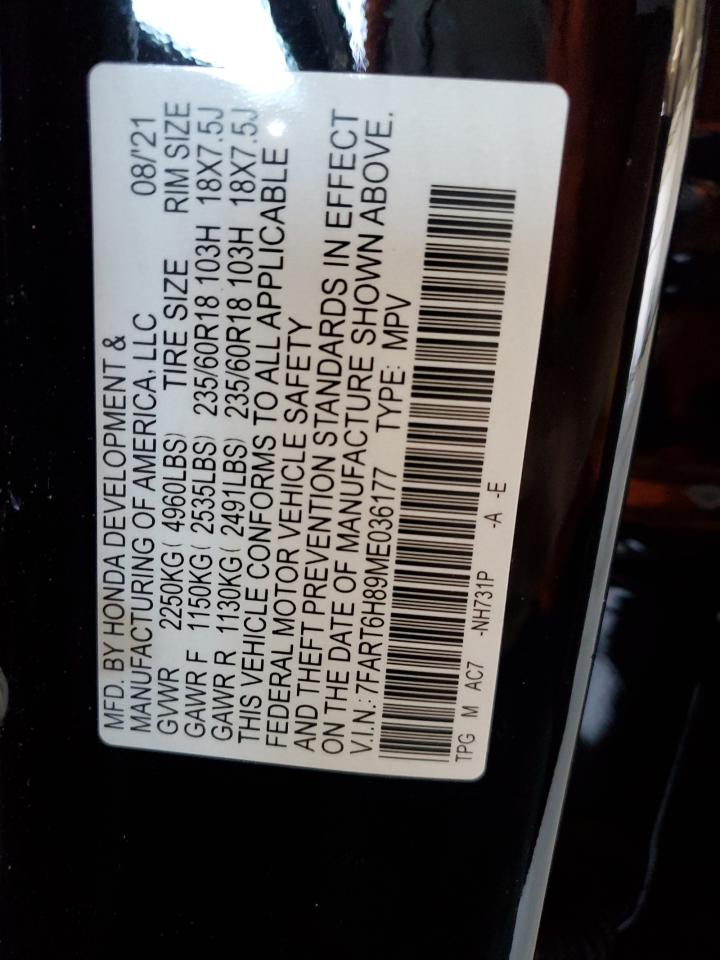 MFD. BY HONDA DEVELOPMENT &
MANUFACTURING OF AMERICA, LLC 08/'21
GVWR 2250KG( 4960LBS) TIRE SIZE RIM SIZE
GAWR F 1150KG( 2535LBS) 235/60R18 103H 18X7.5J
GAWR R 1130KG( 2491LBS) 235/60R18 103H 18X7.5J
THIS VEHICLE CONFORMS TO ALL APPLICABLE
FEDERAL MOTOR VEHICLE SAFETY
AND THEFT PREVENTION STANDARDS IN EFFECT
ON THE DATE OF MANUFACTURE SHOWN ABOVE.
V.I.N.: 7FART6H89ME036177 TYPE: MPV
TPG M AC7 -NH731P -A -E